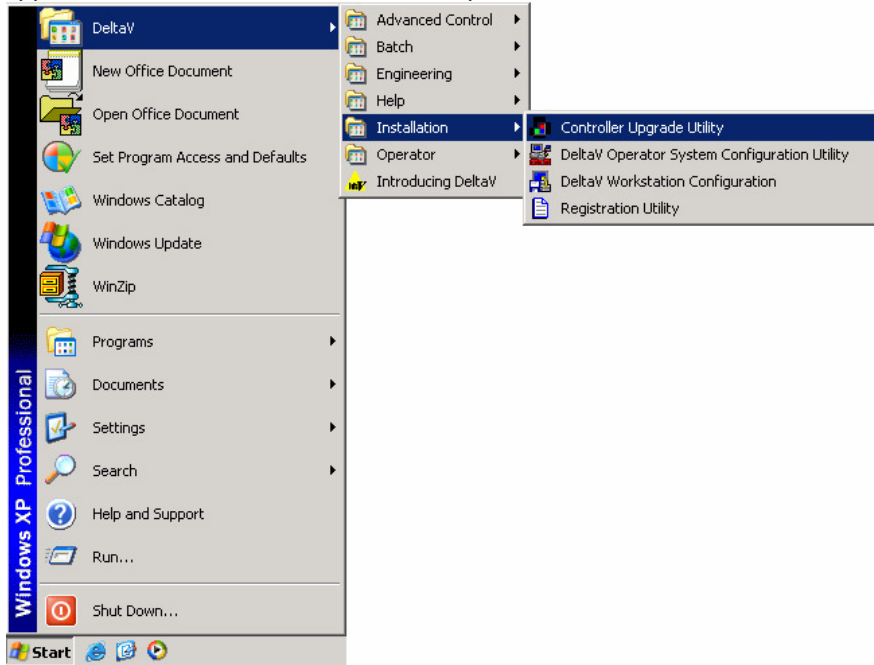 DeltaV
New Office Document
Open Office Document
Set Program Access and Defaults
Windows Catalog
Windows Update
WinZip
Programs
Documents
Settings
Search
Help and Support
Run...
Shut Down...
Windows XP Professional
Start
Advanced Control
Batch
Engineering
Help
Installation
Operator
Introducing DeltaV
Controller Upgrade Utility
DeltaV Operator System Configuration Utility
DeltaV Workstation Configuration
Registration Utility